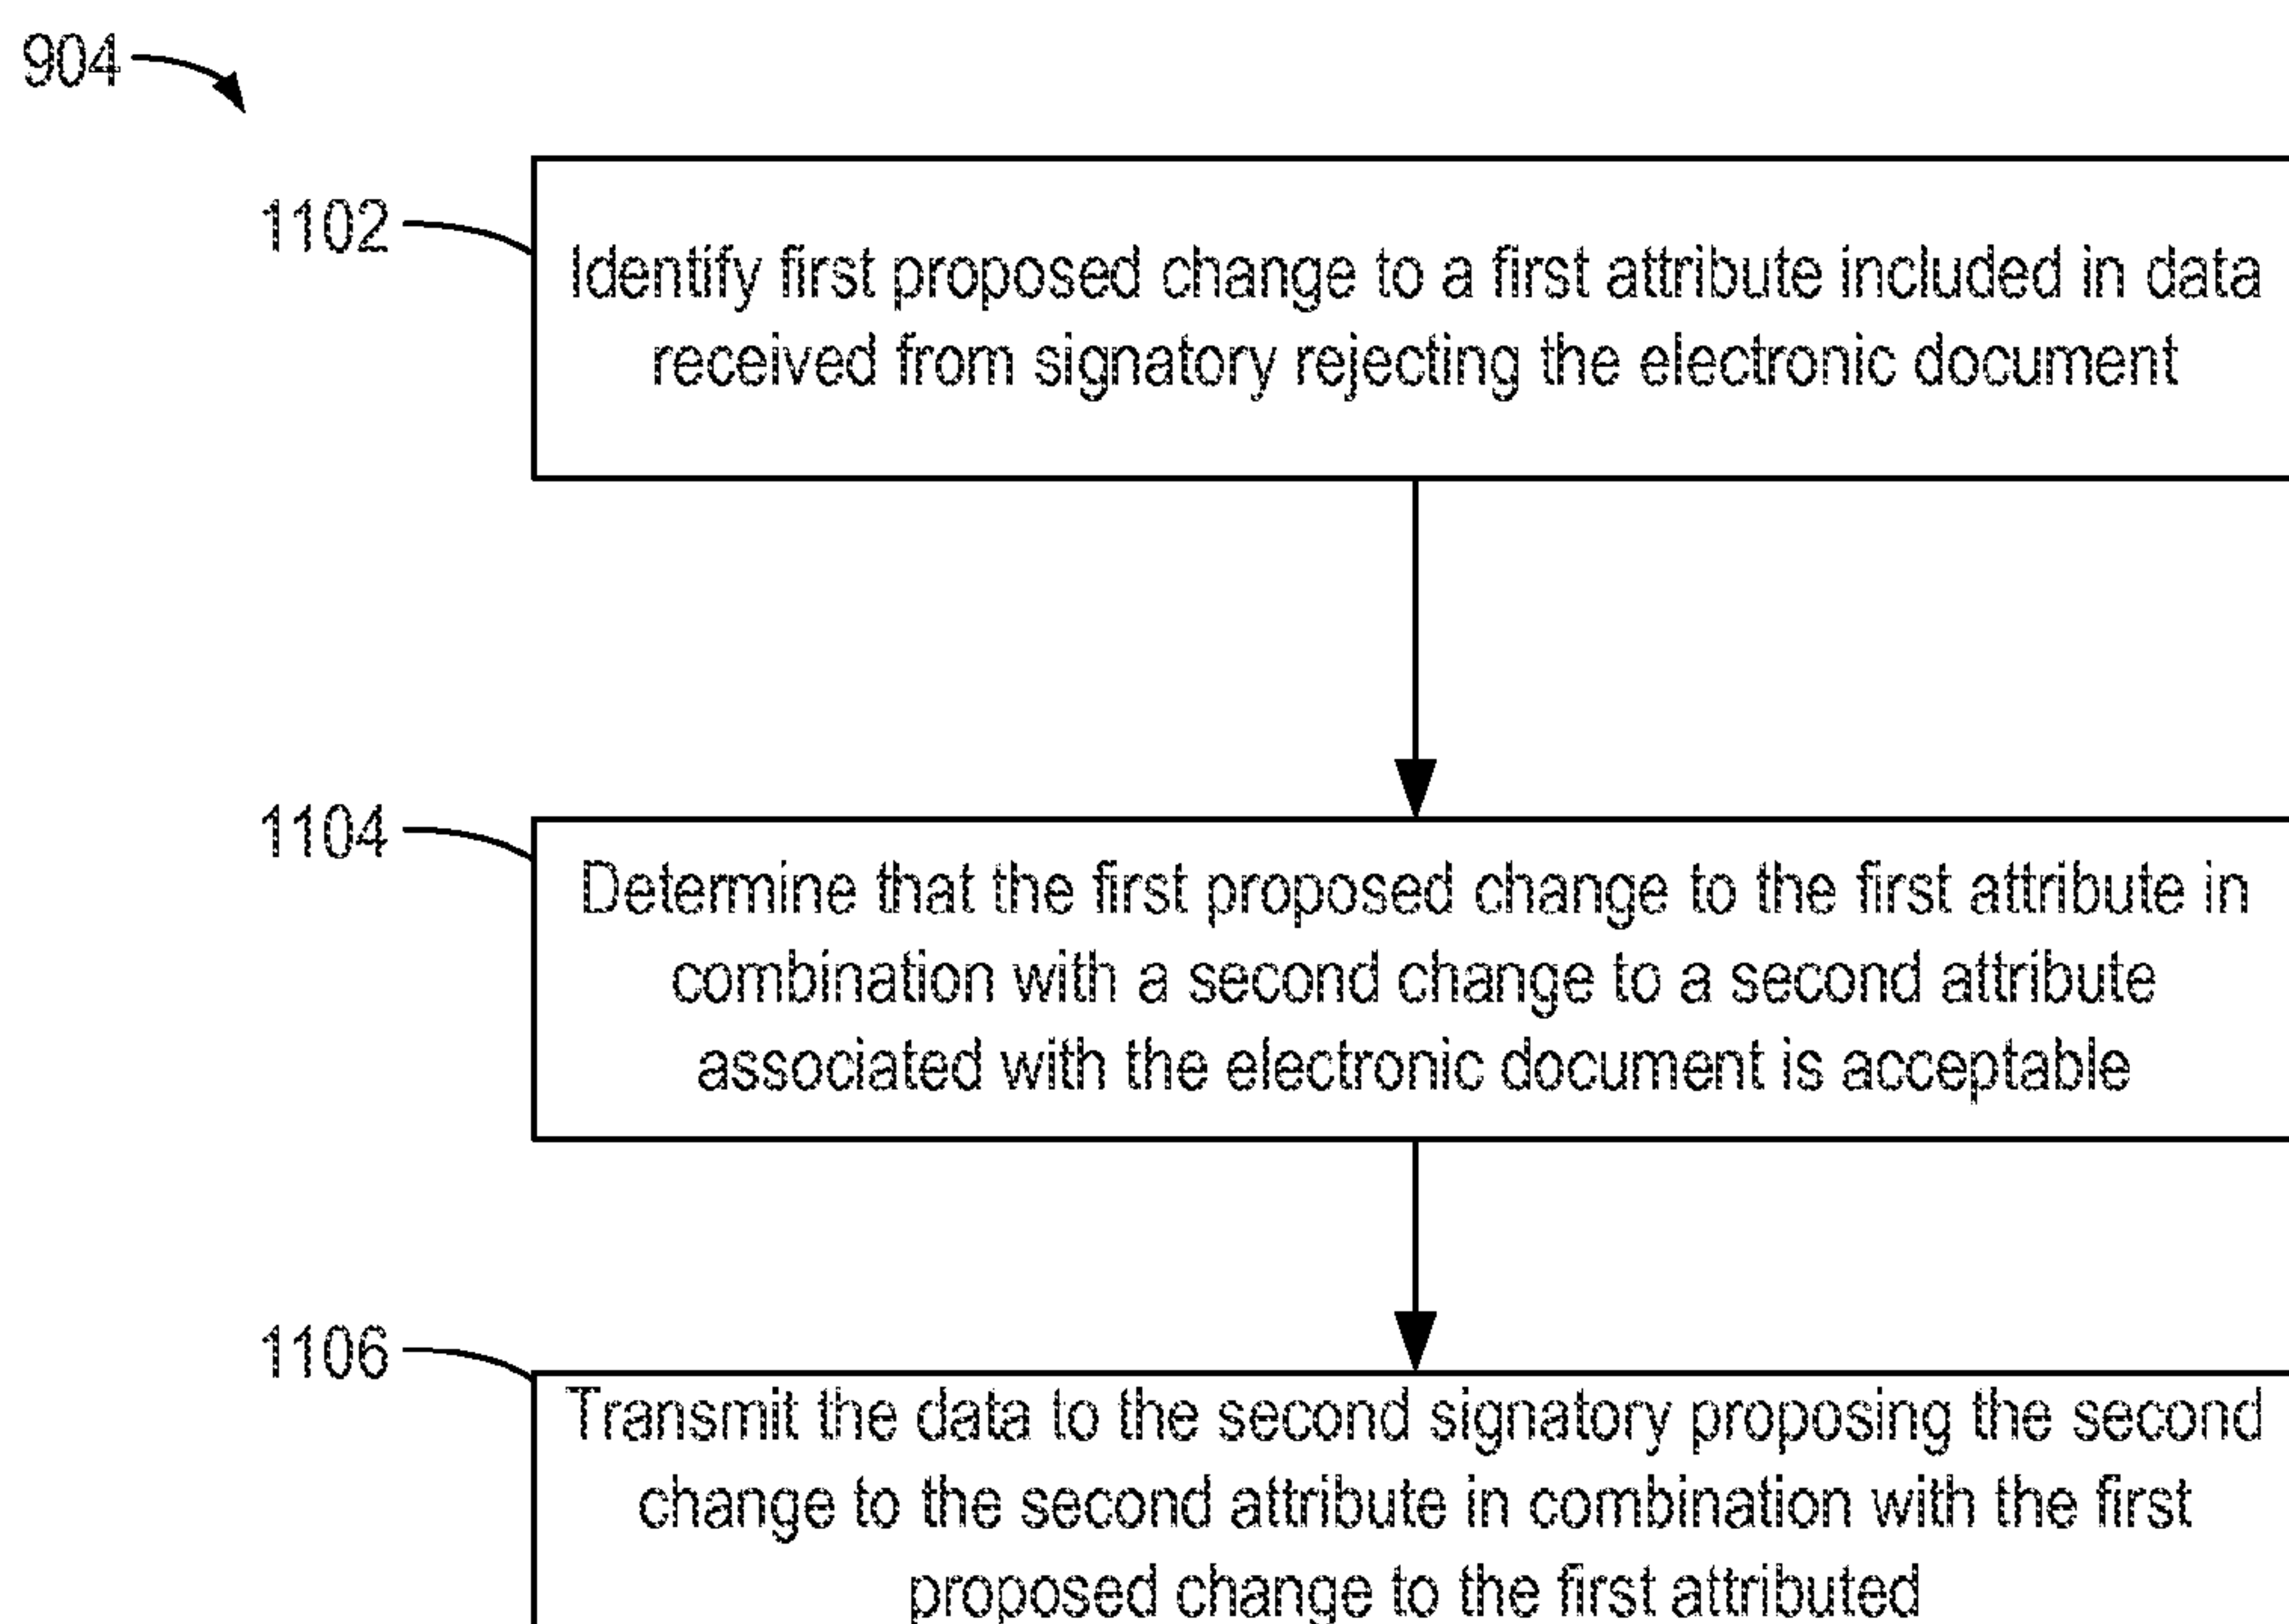 904
1102
Identify first proposed change to a first attribute included in data
received from signatory rejecting the electronic document
1104
Determine that the first proposed change to the first attribute in
combination with a second change to a second attribute
associated with the electronic document is acceptable
1106
Transmit the data to the second signatory proposing the second
change to the second attribute in combination with the first
proposed change to the first attributed